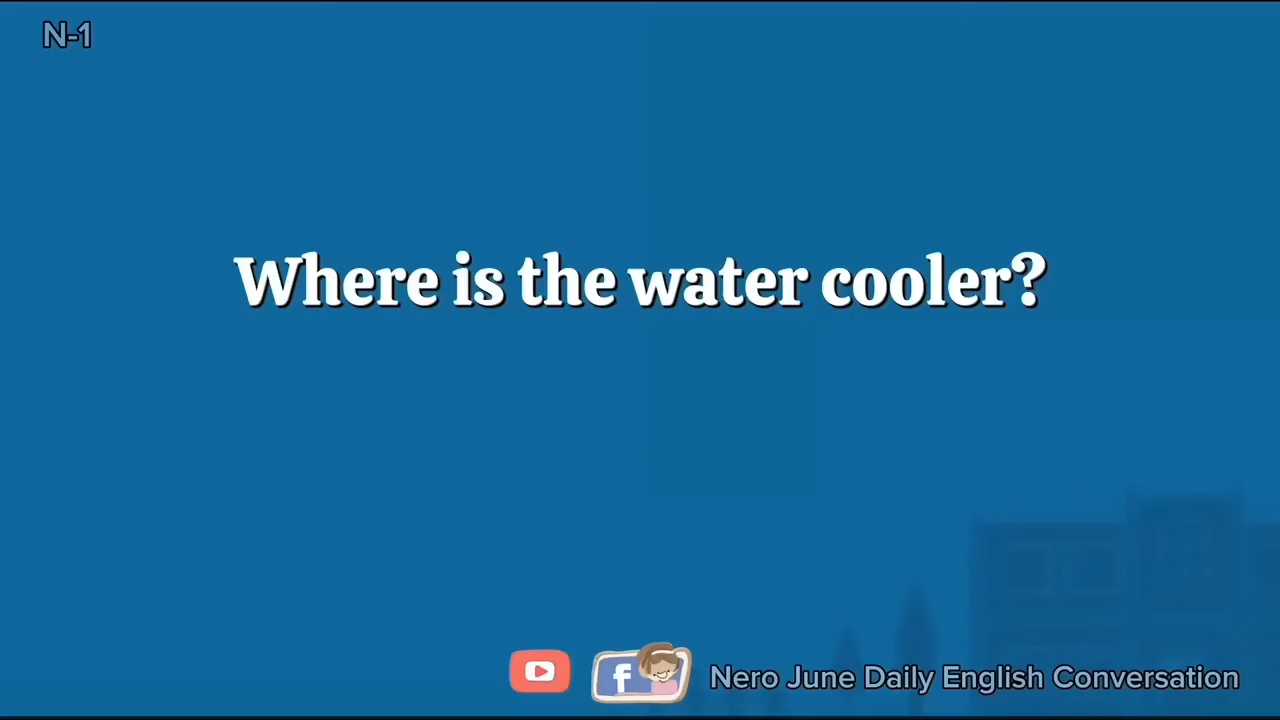 N-1
Where is the water cooler?
f
Nero June Daily English Conversation